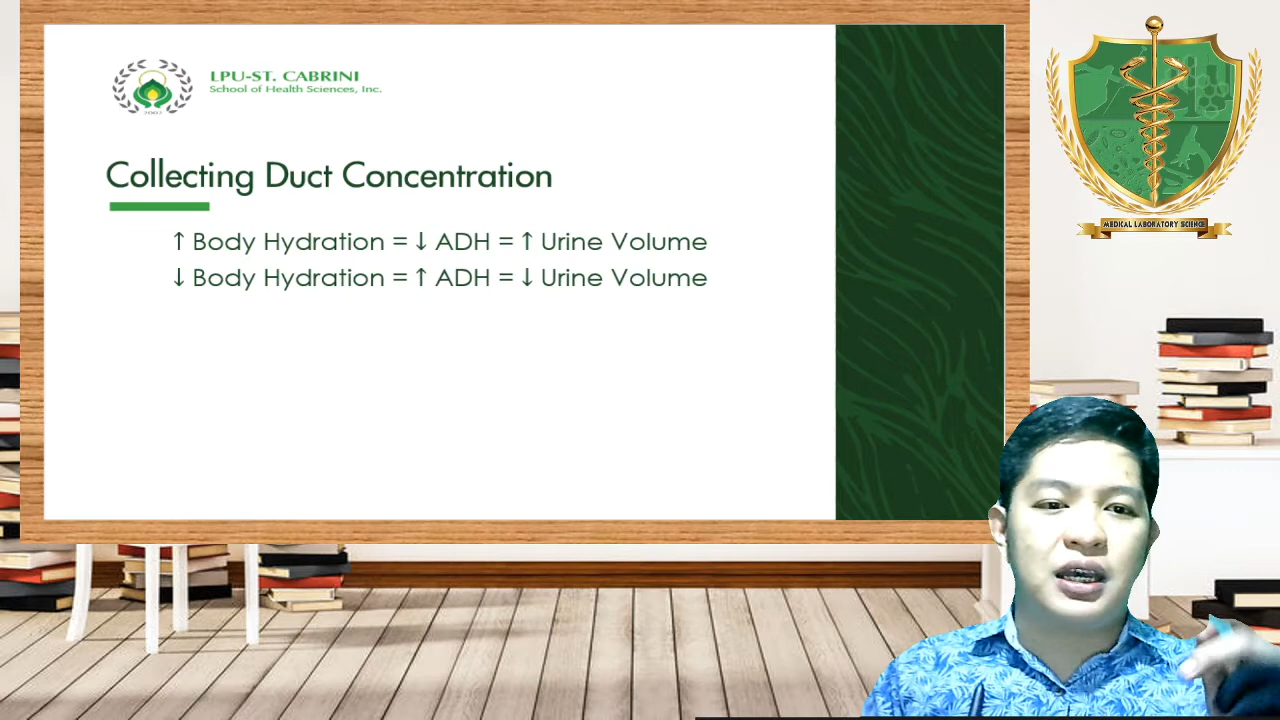 LPU-ST. CABRINI
School of Health Sciences, Inc.
2002
MEDICAL LABORATORY SCIENCE
Collecting Duct Concentration
↑ Body Hydration = ↓ ADH = ↑ Urine Volume
↓ Body Hydration = ↑ ADH = ↓ Urine Volume